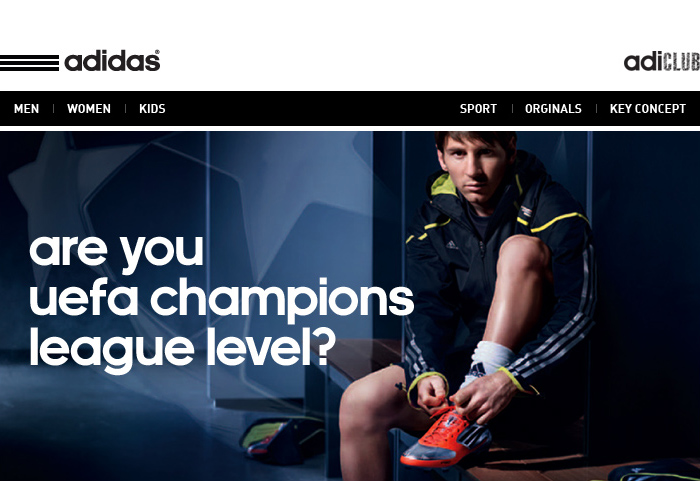 adidas®
adiCLUB
MEN WOMEN KIDS SPORT ORGINALS KEY CONCEPT
are you
uefa champions
league level?